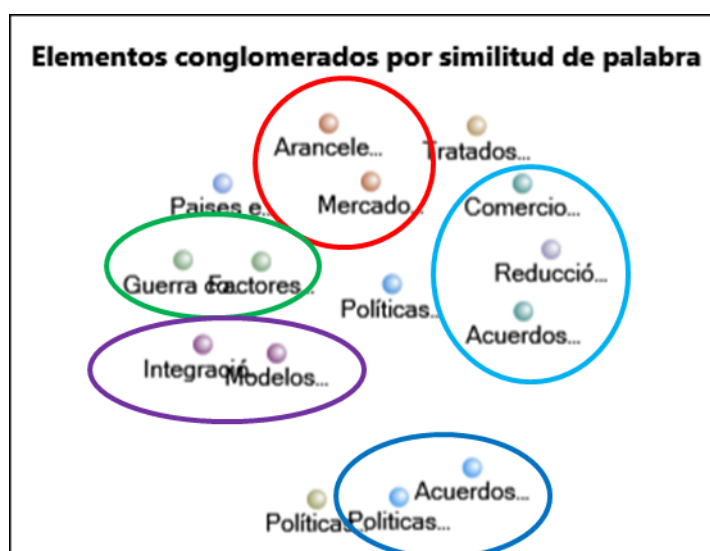 Elementos conglomerados por similitud de palabra
Arancele...
Tratados...
Paises e...
Mercado...
Comercio...
Reducció...
Guerra co...
Factores...
Políticas...
Acuerdos...
Integració...
Modelos...
Acuerdos...
Políticas...
Politicas...